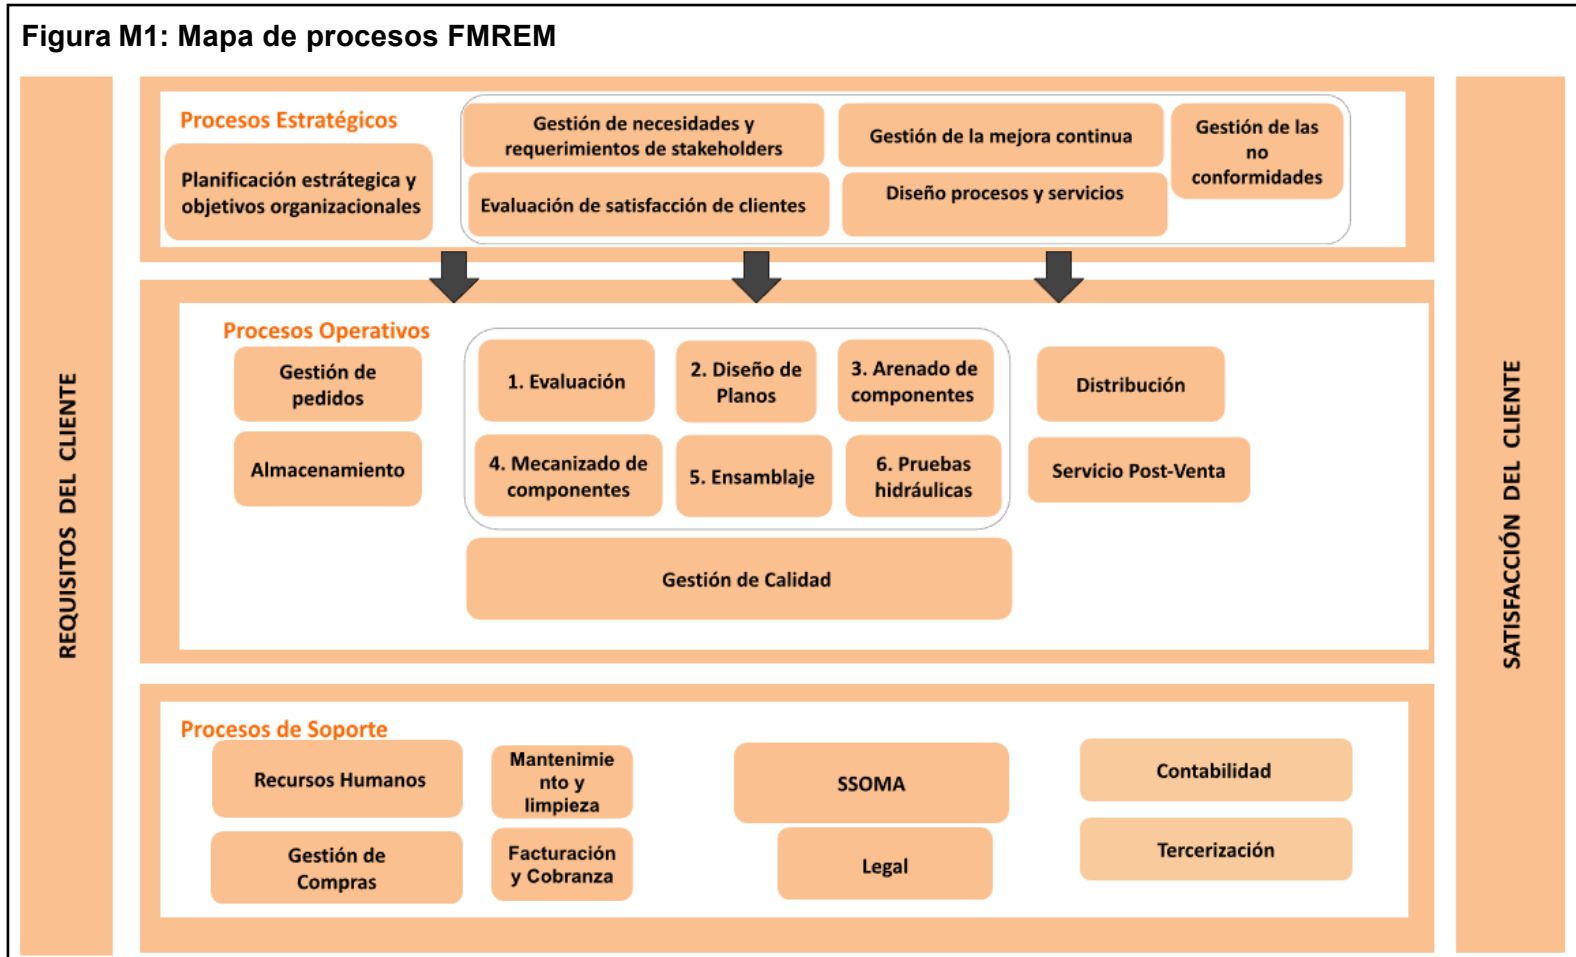 Figura M1: Mapa de procesos FMREM
REQUISITOS DEL CLIENTE
Procesos Estratégicos
Planificación estrátegica y
objetivos organizacionales
Gestión de necesidades y
requerimientos de stakeholders
Gestión de la mejora continua
Gestión de las
no
conformidades
Evaluación de satisfacción de clientes
Diseño procesos y servicios
Procesos Operativos
Gestión de
pedidos
Almacenamiento
1. Evaluación
2. Diseño de
Planos
3. Arenado de
componentes
4. Mecanizado de
componentes
5. Ensamblaje
6. Pruebas
hidráulicas
Gestión de Calidad
Distribución
Servicio Post-Venta
Procesos de Soporte
Recursos Humanos
Mantenimie
nto y
limpieza
SSOMA
Contabilidad
Gestión de
Compras
Facturación
y Cobranza
Legal
Tercerización
SATISFACCIÓN DEL CLIENTE